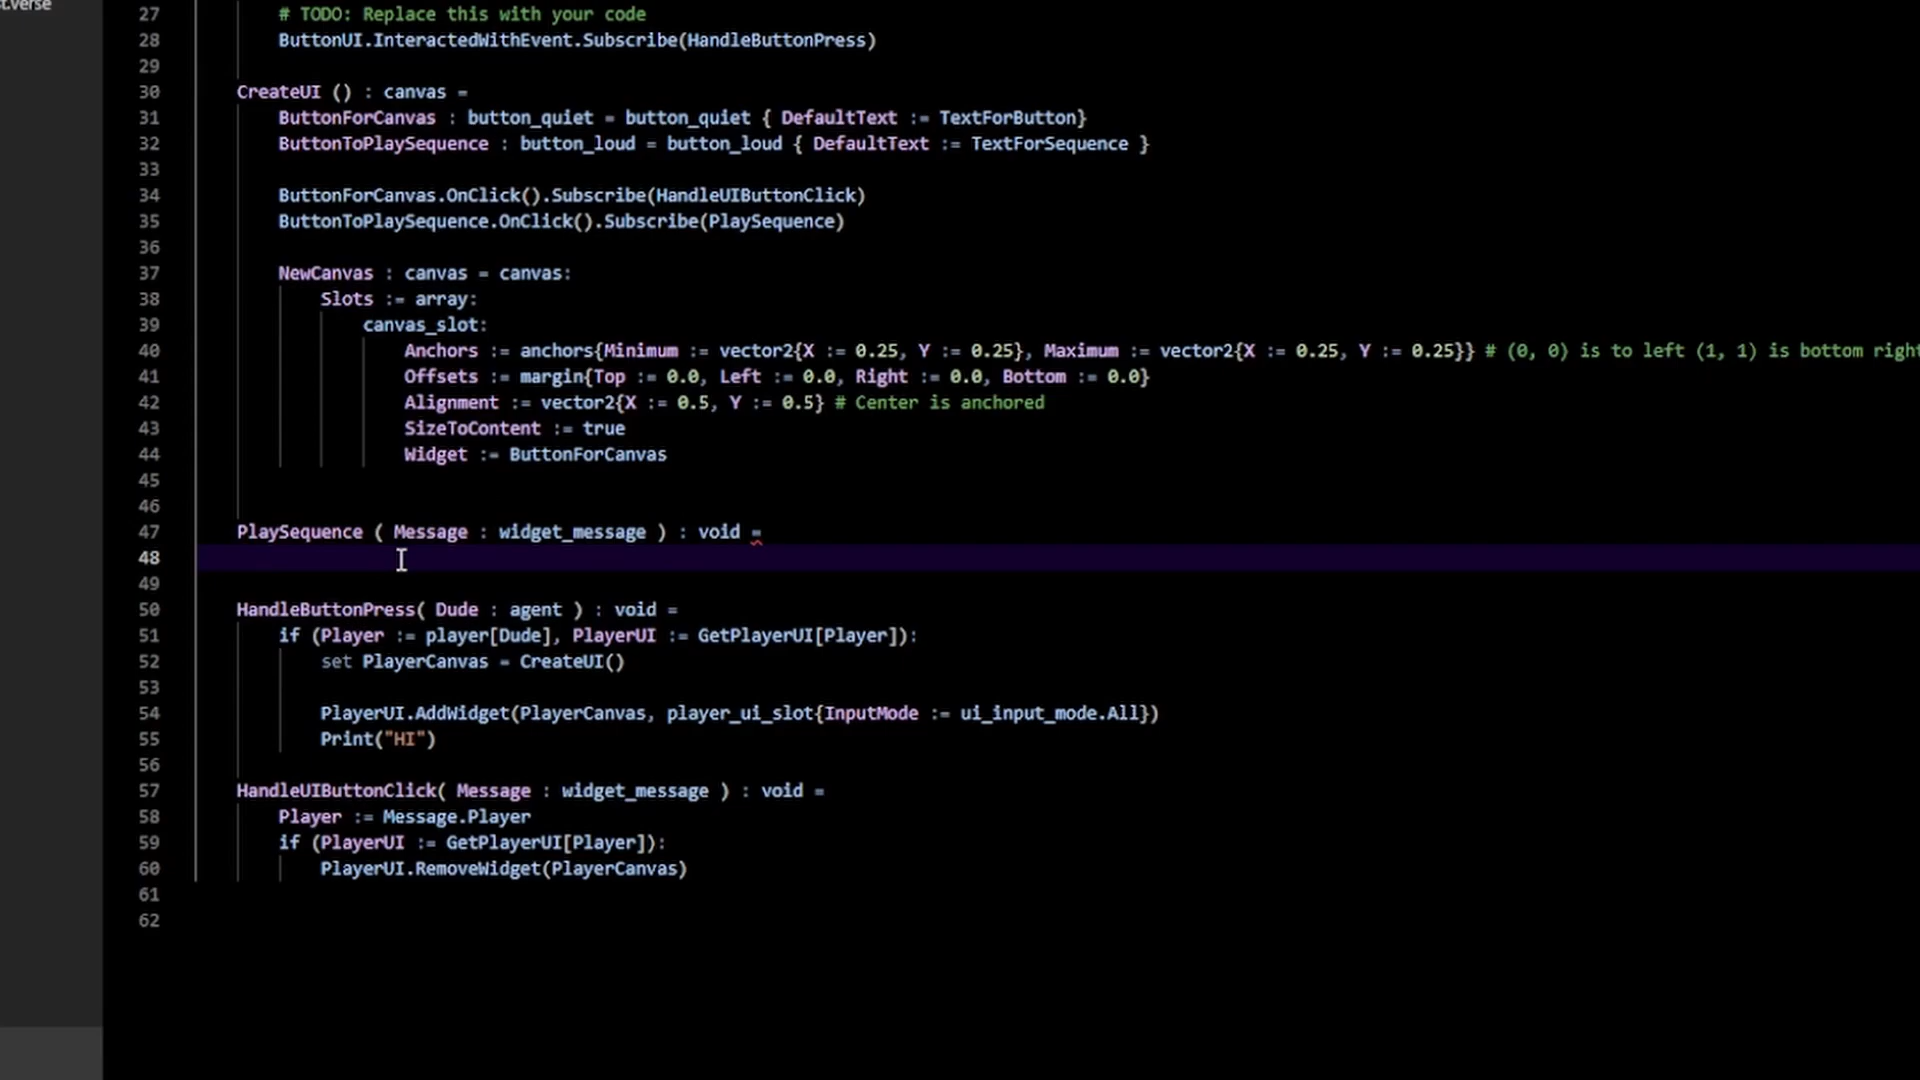 st.verse
27 # TODO: Replace this with your code
28 ButtonUI.InteractedWithEvent.Subscribe(HandleButtonPress)
29
30 CreateUI () : canvas =
31 ButtonForCanvas : button_quiet = button_quiet { DefaultText := TextForButton}
32 ButtonToPlaySequence : button_loud = button_loud { DefaultText := TextForSequence }
33
34 ButtonForCanvas.OnClick().Subscribe(HandleUIButtonClick)
35 ButtonToPlaySequence.OnClick().Subscribe(PlaySequence)
36
37 NewCanvas : canvas = canvas:
38 Slots := array:
39 canvas_slot:
40 Anchors := anchors{Minimum := vector2{X := 0.25, Y := 0.25}, Maximum := vector2{X := 0.25, Y := 0.25}} # (0, 0) is to left (1, 1) is bottom right
41 Offsets := margin{Top := 0.0, Left := 0.0, Right := 0.0, Bottom := 0.0}
42 Alignment := vector2{X := 0.5, Y := 0.5} # Center is anchored
43 SizeToContent := true
44 Widget := ButtonForCanvas
45
46
47 PlaySequence ( Message : widget_message ) : void =
48
49
50 HandleButtonPress( Dude : agent ) : void =
51 if (Player := player[Dude], PlayerUI := GetPlayerUI[Player]):
52 set PlayerCanvas = CreateUI()
53
54 PlayerUI.AddWidget(PlayerCanvas, player_ui_slot{InputMode := ui_input_mode.All})
55 Print("HI")
56
57 HandleUIButtonClick( Message : widget_message ) : void =
58 Player := Message.Player
59 if (PlayerUI := GetPlayerUI[Player]):
60 PlayerUI.RemoveWidget(PlayerCanvas)
61
62